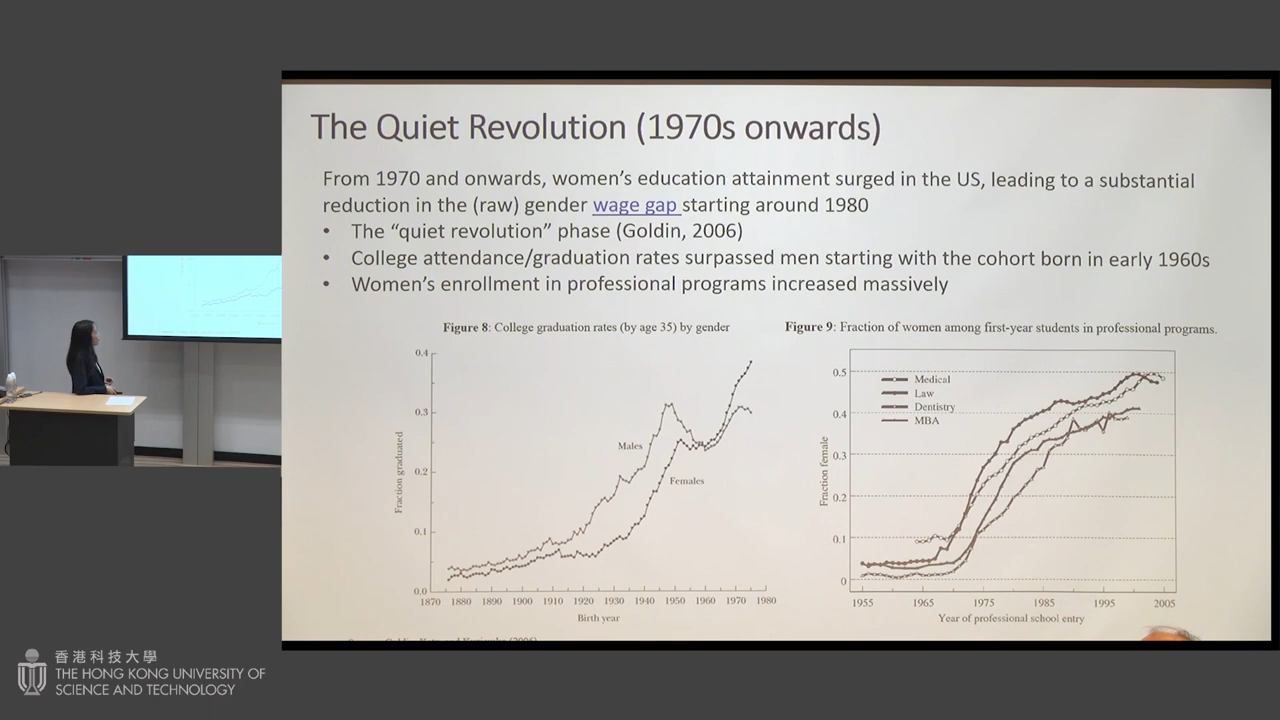 The Quiet Revolution (1970s onwards)
From 1970 and onwards, women's education attainment surged in the US, leading to a substantial
reduction in the (raw) gender wage gap starting around 1980
• The “quiet revolution” phase (Goldin, 2006)
• College attendance/graduation rates surpassed men starting with the cohort born in early 1960s
• Women's enrollment in professional programs increased massively
Figure 8: College graduation rates (by age 35) by gender
0.4
0.3
0.2
0.1
0.0
Fraction graduated
Males
Females
1870 1880 1890 1900 1910 1920 1930 1940 1950 1960 1970 1980
Birth year
Figure 9: Fraction of women among first-year students in professional programs.
0.5
0.4
0.3
0.2
0.1
0
Fraction female
Medical
Law
Dentistry
MBA
1955 1965 1975 1985 1995 2005
Year of professional school entry
香港科技大學
THE HONG KONG UNIVERSITY OF
SCIENCE AND TECHNOLOGY